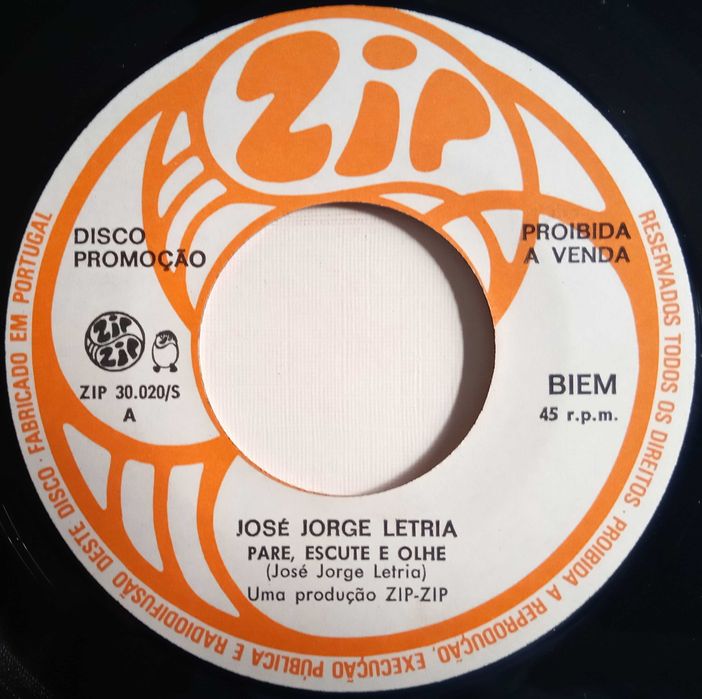 zip
DISCO
PROMOÇÃO
PROIBIDA
A VENDA
zip
zip
ZIP 30.020/S
A
BIEM
45 r.p.m.
JOSÉ JORGE LETRIA
PARE, ESCUTE E OLHE
(José Jorge Letria)
Uma produção ZIP-ZIP
RESERVADOS TODOS OS DIREITOS · PROIBIDA A REPRODUÇÃO, EXECUÇÃO PÚBLICA E RADIODIFUSÃO DESTE DISCO · FABRICADO EM PORTUGAL